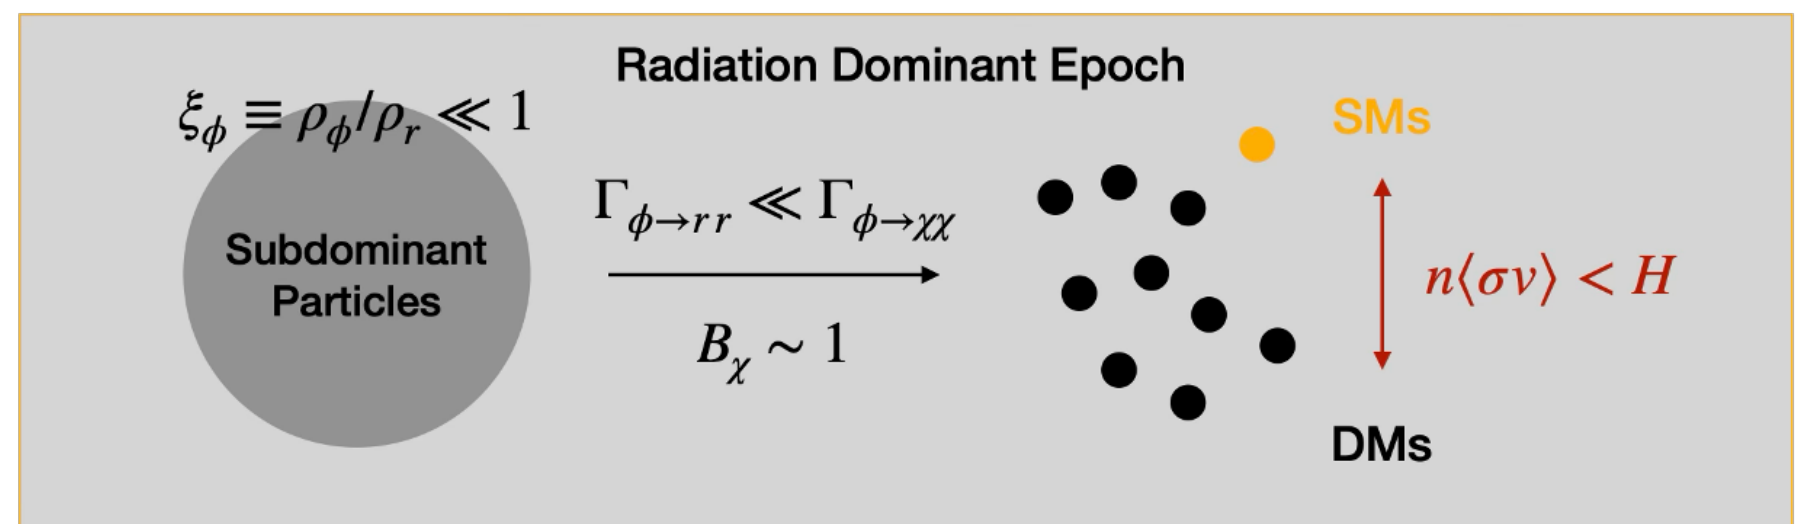 Radiation Dominant Epoch
ξ_ϕ ≡ ρ_ϕ/ρ_r ≪ 1
Subdominant
Particles
Γ_{ϕ→rr} ≪ Γ_{ϕ→χχ}
B_χ ∼ 1
SMs
n⟨σv⟩ < H
DMs